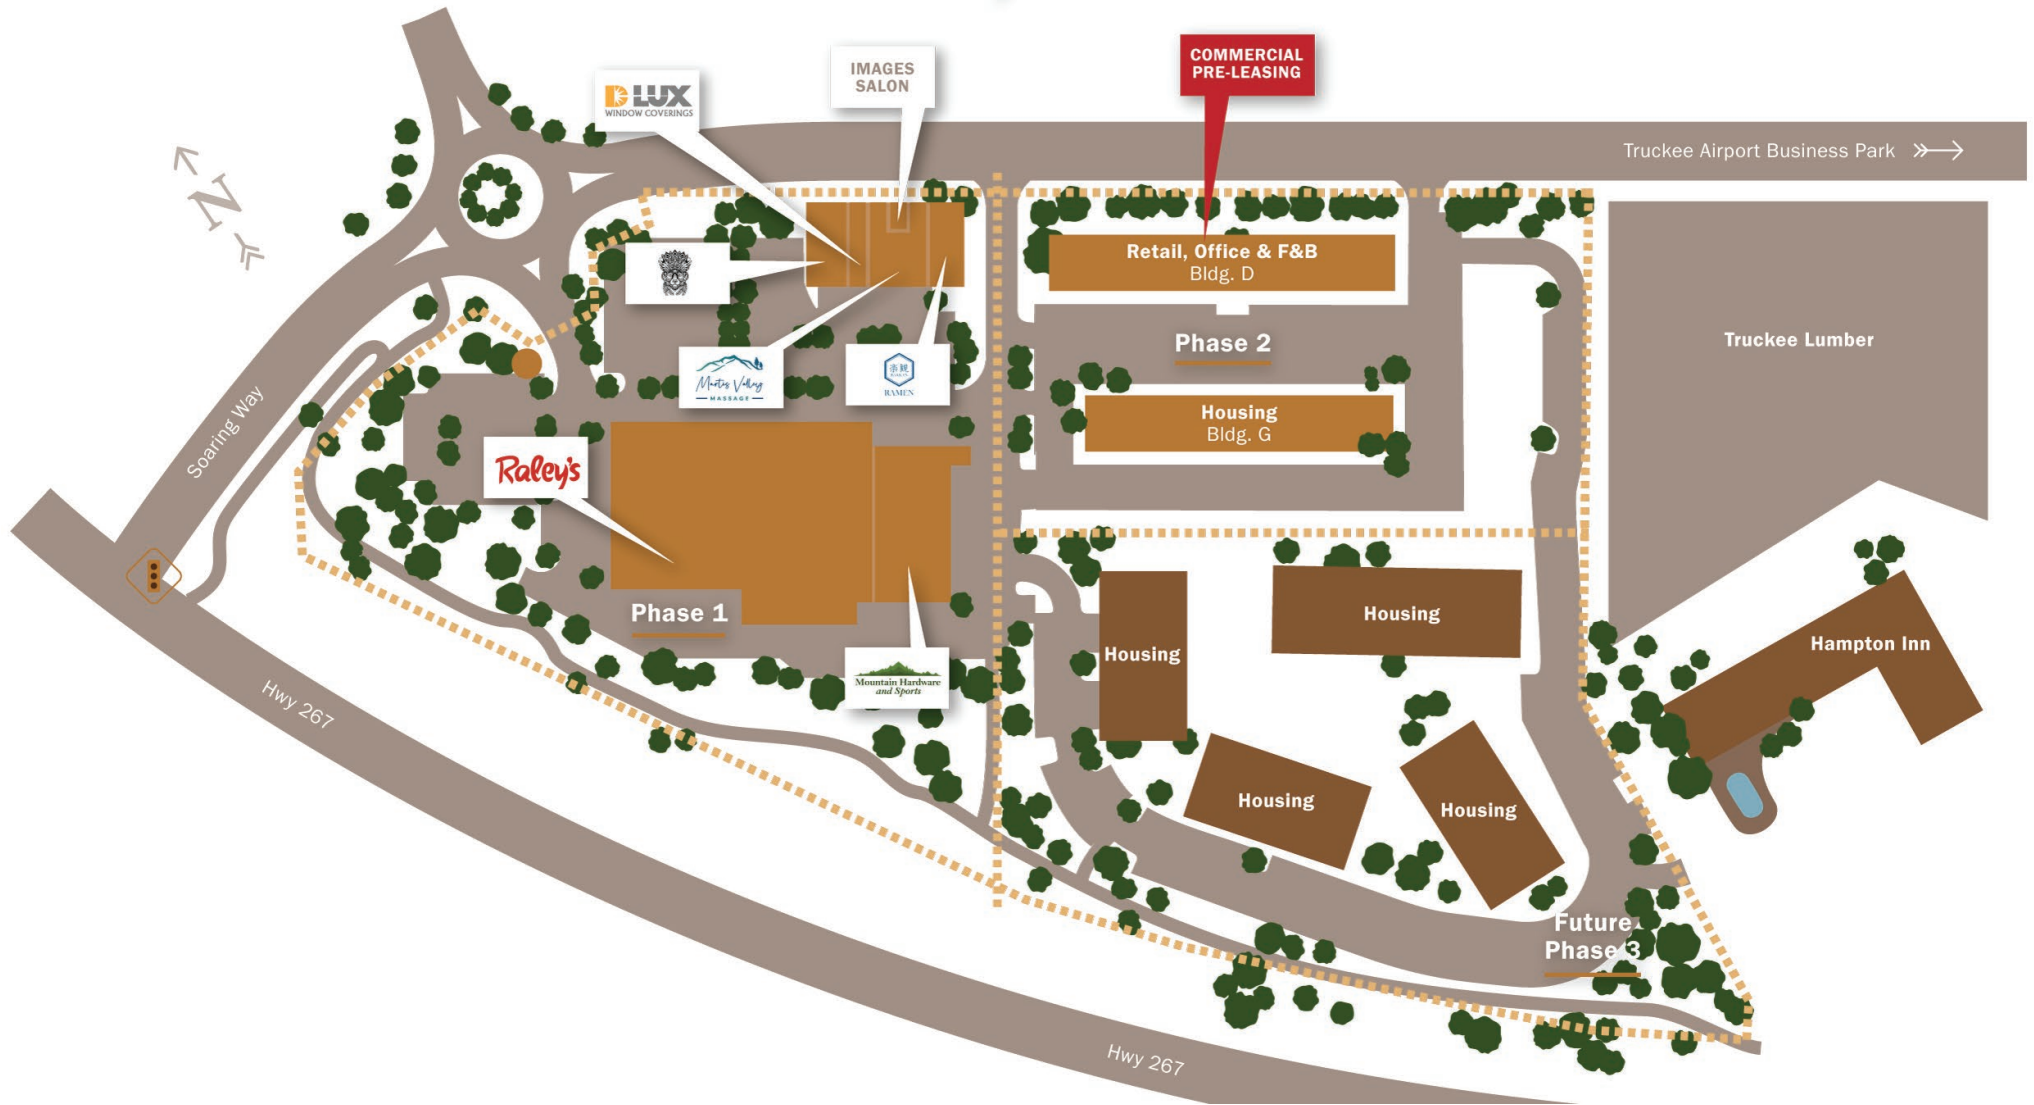 COMMERCIAL
PRE-LEASING
IMAGES
SALON
D LUX
WINDOW COVERINGS
Truckee Airport Business Park
N
Retail, Office & F&B
Bldg. D
Phase 2
Truckee Lumber
Martis Valley
MASSAGE
RAMEN
Housing
Bldg. G
Soaring Way
Raley's
Phase 1
Housing
Housing
Hampton Inn
Mountain Hardware
and Sports
Hwy 267
Housing
Housing
Future
Phase 3
Hwy 267